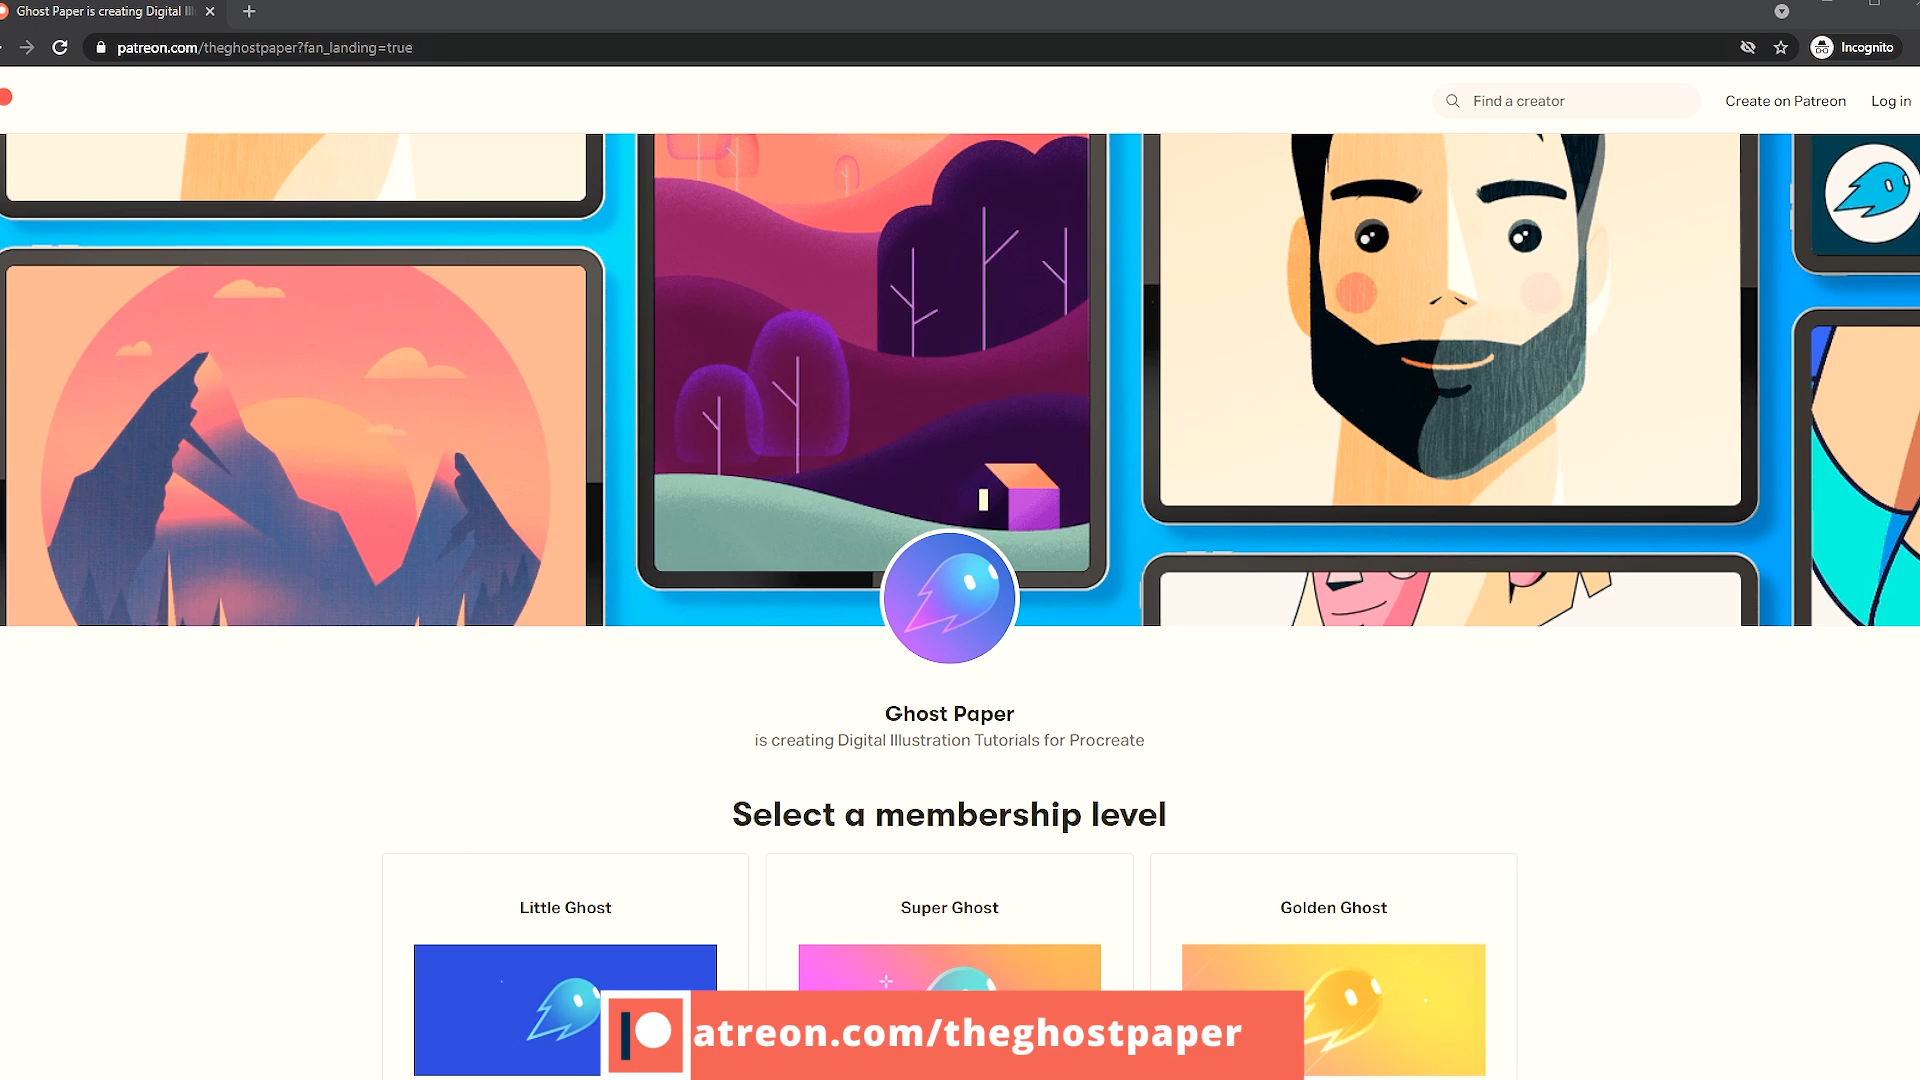 Ghost Paper is creating Digital Ill
patreon.com/theghostpaper?fan_landing=true
Incognito
Find a creator
Create on Patreon
Log in
Ghost Paper
is creating Digital Illustration Tutorials for Procreate
Select a membership level
Little Ghost
Super Ghost
Golden Ghost
atreon.com/theghostpaper